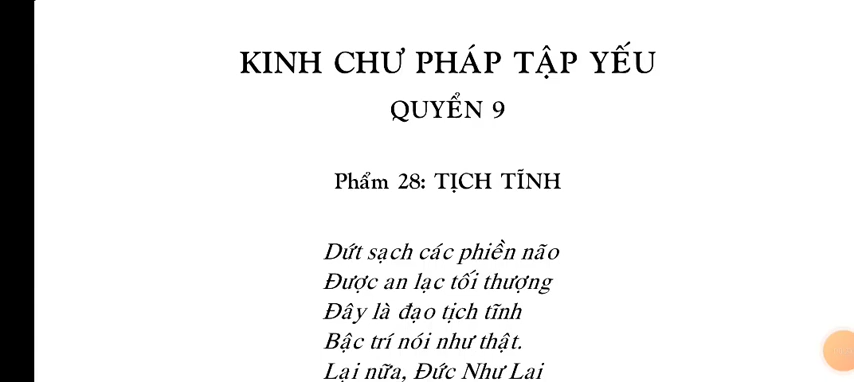 KINH CHƯ PHÁP TẬP YẾU
QUYỂN 9
Phẩm 28: TỊCH TĨNH
Dứt sạch các phiền não
Được an lạc tối thượng
Đây là đạo tịch tĩnh
Bậc trí nói như thật.
Lại nữa, Đức Như Lai